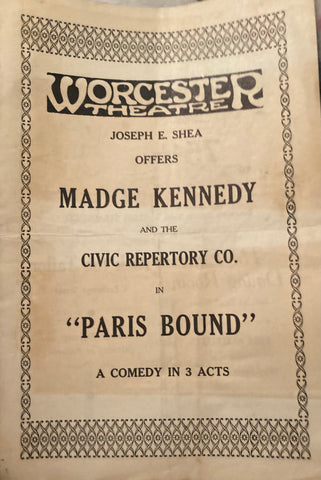 WORCESTER
THEATRE
JOSEPH E. SHEA
OFFERS
MADGE KENNEDY
AND THE
CIVIC REPERTORY CO.
IN
"PARIS BOUND"
A COMEDY IN 3 ACTS